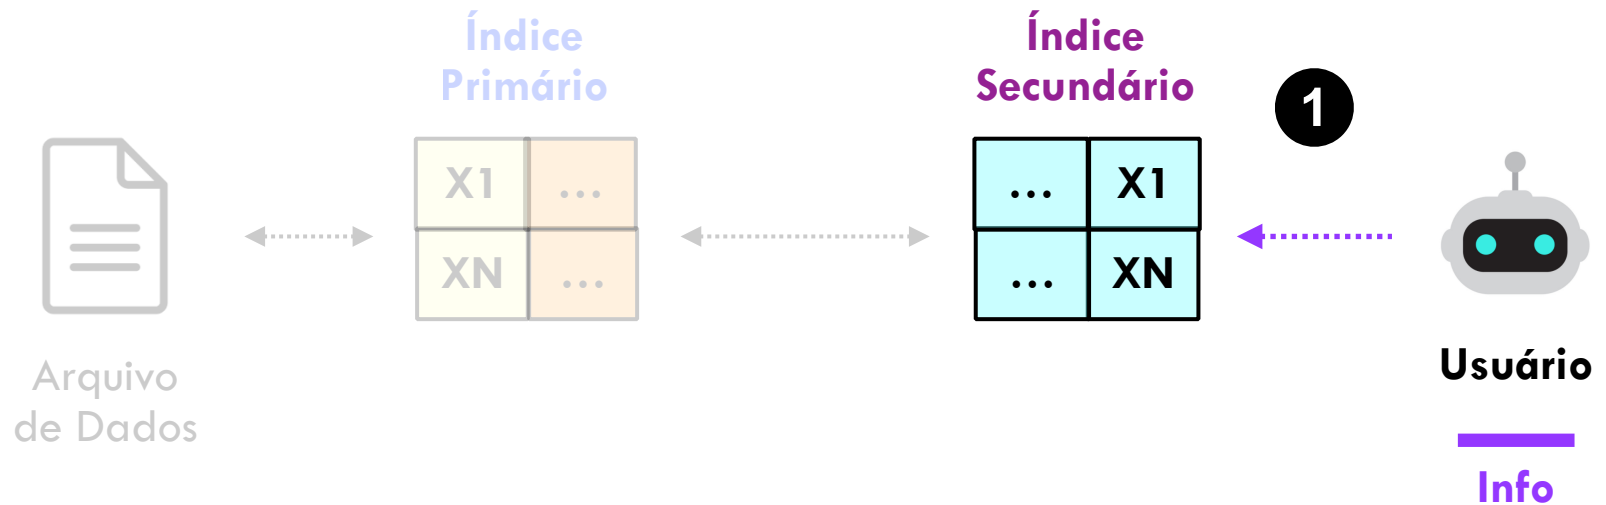 Índice
Primário
Índice
Secundário
1
X1 ...
XN ...
... X1
... XN
Arquivo
de Dados
Usuário
Info